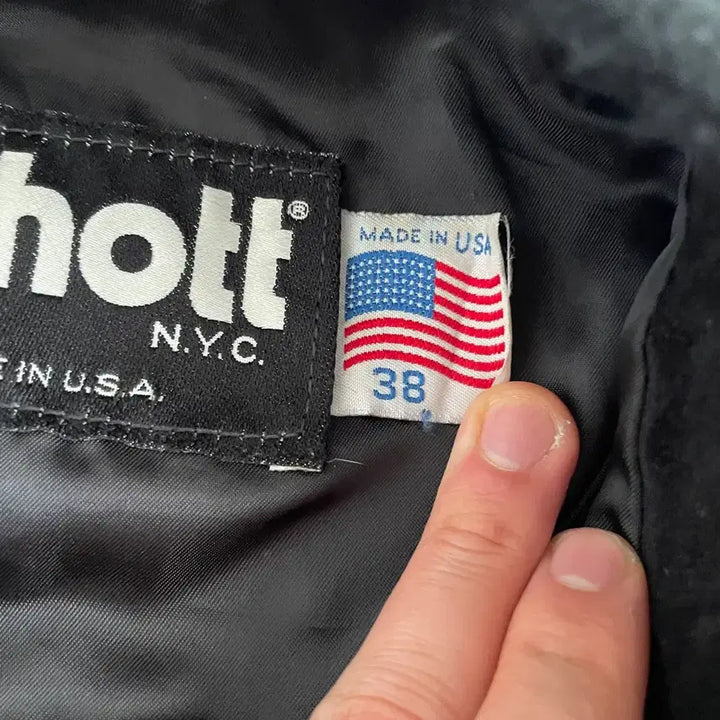 hott®
N.Y.C.
E IN U.S.A.
MADE IN USA
38